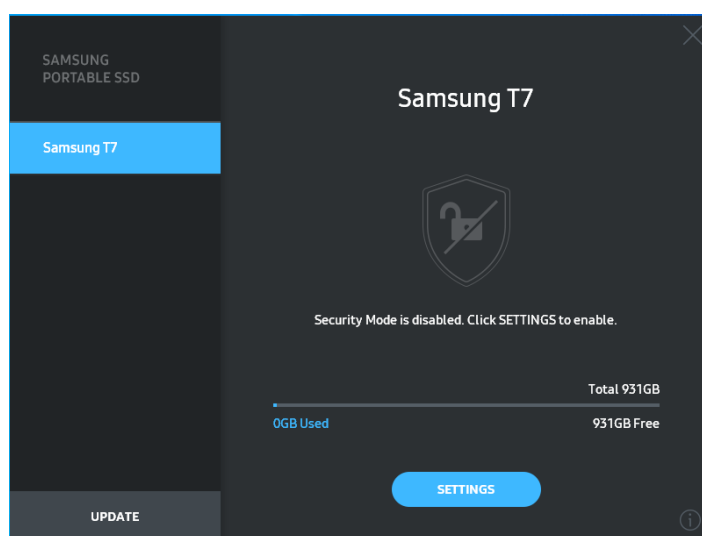 SAMSUNG
PORTABLE SSD
Samsung T7
Samsung T7
Security Mode is disabled. Click SETTINGS to enable.
Total 931GB
0GB Used
931GB Free
SETTINGS
UPDATE